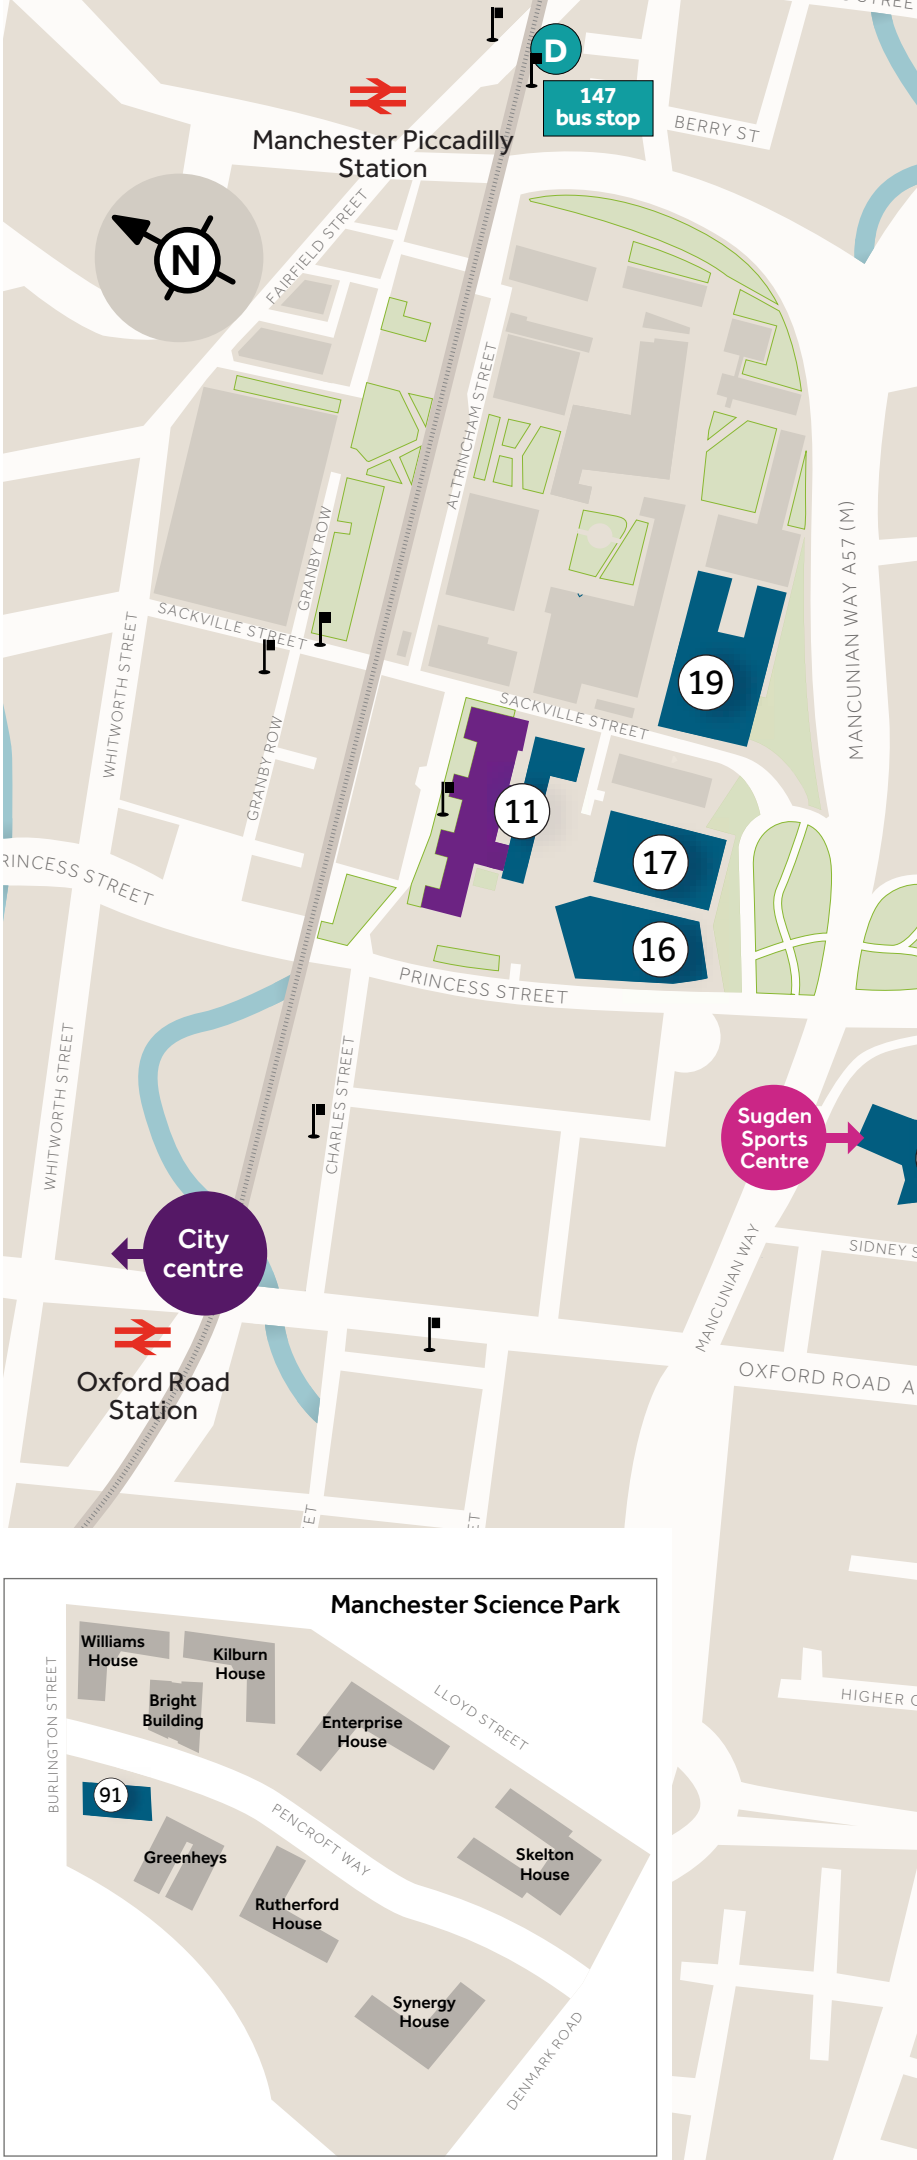 D
147
bus stop
BERRY ST
Manchester Piccadilly
Station
N
FAIRFIELD STREET
ALTRINCHAM STREET
GRANBY ROW
SACKVILLE STREET
WHITWORTH STREET
MANCUNIAN WAY A57 (M)
19
SACKVILLE STREET
GRANBY ROW
11
17
16
RINCESS STREET
PRINCESS STREET
WHITWORTH STREET
CHARLES STREET
Sugden
Sports
Centre
City
centre
SIDNEY S
MANCUNIAN WAY
Oxford Road
Station
OXFORD ROAD A
ET
ET
Manchester Science Park
Williams
House
Kilburn
House
BURLINGTON STREET
Bright
Building
LLOYD STREET
Enterprise
House
HIGHER
91
PENCROFT WAY
Greenheys
Skelton
House
Rutherford
House
Synergy
House
DENMARK ROAD